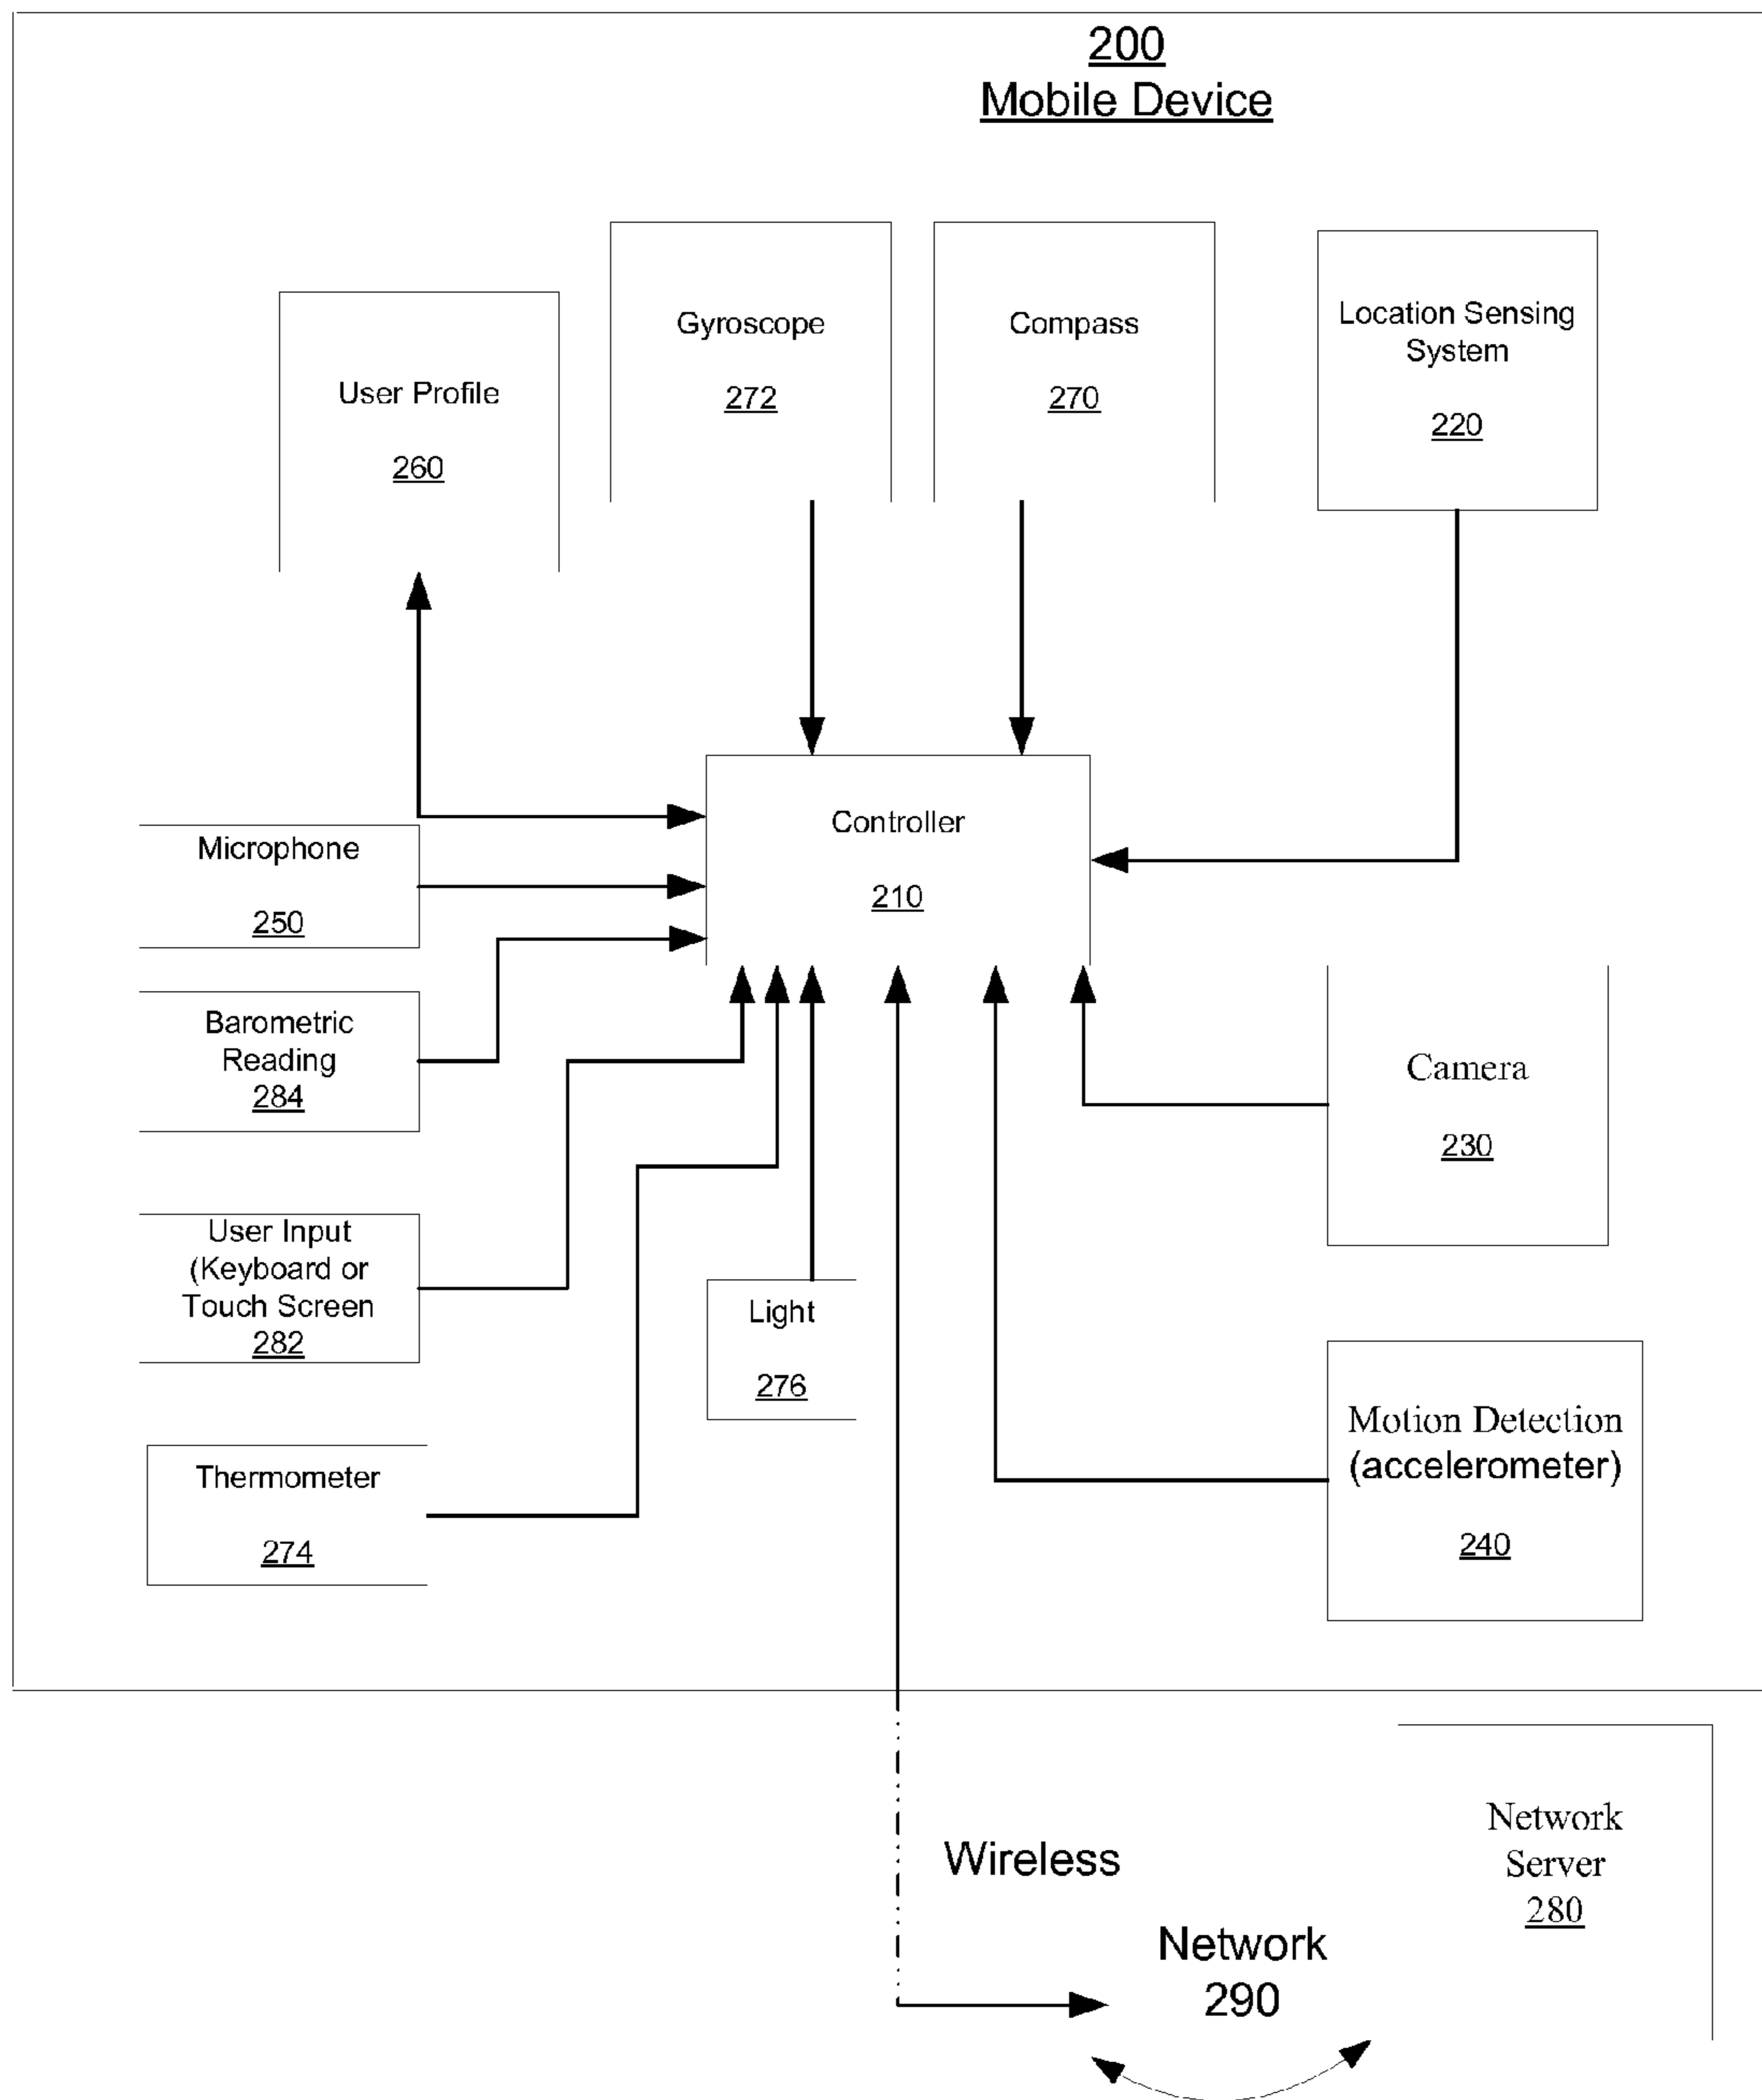 200
Mobile Device
Gyroscope
272
Compass
270
Location Sensing
System
220
User Profile
260
Controller
210
Microphone
250
Barometric
Reading
284
User Input
(Keyboard or
Touch Screen
282
Thermometer
274
Light
276
Camera
230
Motion Detection
(accelerometer)
240
Wireless
Network
290
Network
Server
280